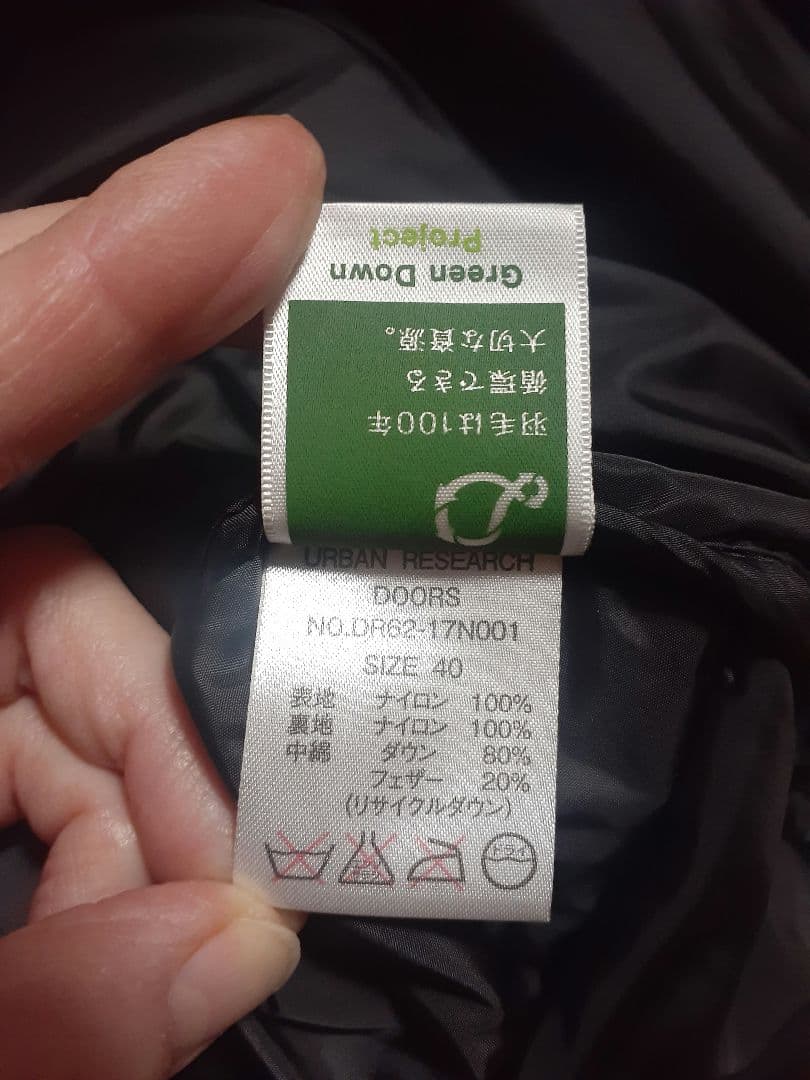 Green Down
Project
羽毛は100年
循環できる
大切な資源。
URBAN RESEARCH
DOORS
NO.DR62-17N001
SIZE 40
表地 ナイロン 100%
裏地 ナイロン 100%
中綿 ダウン 80%
フェザー 20%
(リサイクルダウン)
ドライ